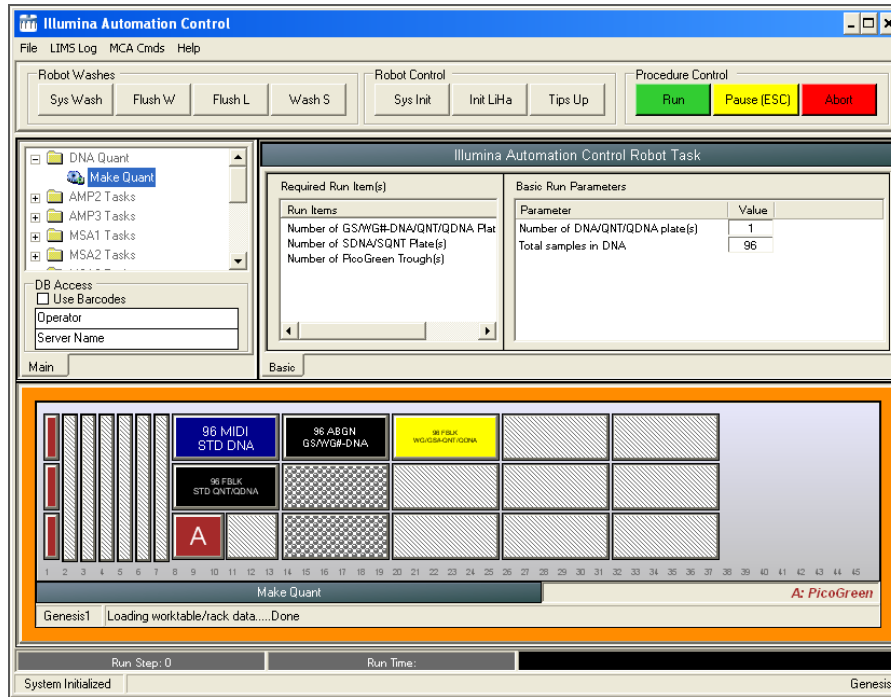 Illumina Automation Control
File LIMS Log MCA Cmds Help
Robot Washes Robot Control Procedure Control
Sys Wash Flush W Flush L Wash S Sys Init Init LiHa Tips Up Run Pause (ESC) Abort
DNA Quant
Make Quant
AMP2 Tasks
AMP3 Tasks
MSA1 Tasks
MSA2 Tasks
DB Access
Use Barcodes
Operator
Server Name
Main
Illumina Automation Control Robot Task
Required Run Item(s)
Run Items
Number of GS/WG#-DNA/QNT/QDNA Plat
Number of SDNA/SQNT Plate(s)
Number of PicoGreen Trough(s)
Basic Run Parameters
Parameter Value
Number of DNA/QNT/QDNA plate(s) 1
Total samples in DNA 96
Basic
96 MIDI
STD DNA
96 ABGN
GS/WG#-DNA
96 FBLK
WG/GS#-QNT/QDNA
96 FBLK
STD QNT/QDNA
A
1 2 3 4 5 6 7 8 9 10 11 12 13 14 15 16 17 18 19 20 21 22 23 24 25 26 27 28 29 30 31 32 33 34 35 36 37 38 39 40 41 42 43 44 45
Make Quant A: PicoGreen
Genesis1 Loading worktable/rack data.....Done
Run Step: 0 Run Time:
System Initialized Genesis